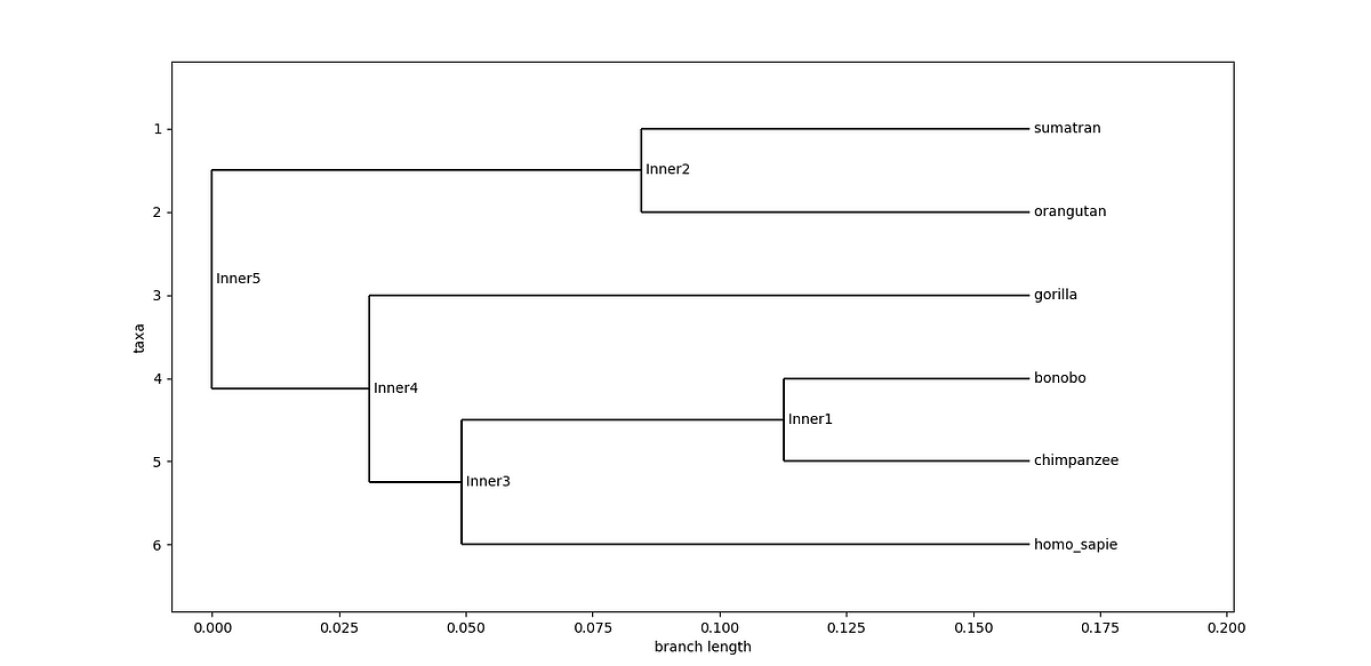 1
sumatran
Inner2
2
orangutan
Inner5
3
gorilla
taxa
4
bonobo
Inner4
Inner1
5
chimpanzee
Inner3
6
homo_sapie
0.000 0.025 0.050 0.075 0.100 0.125 0.150 0.175 0.200
branch length